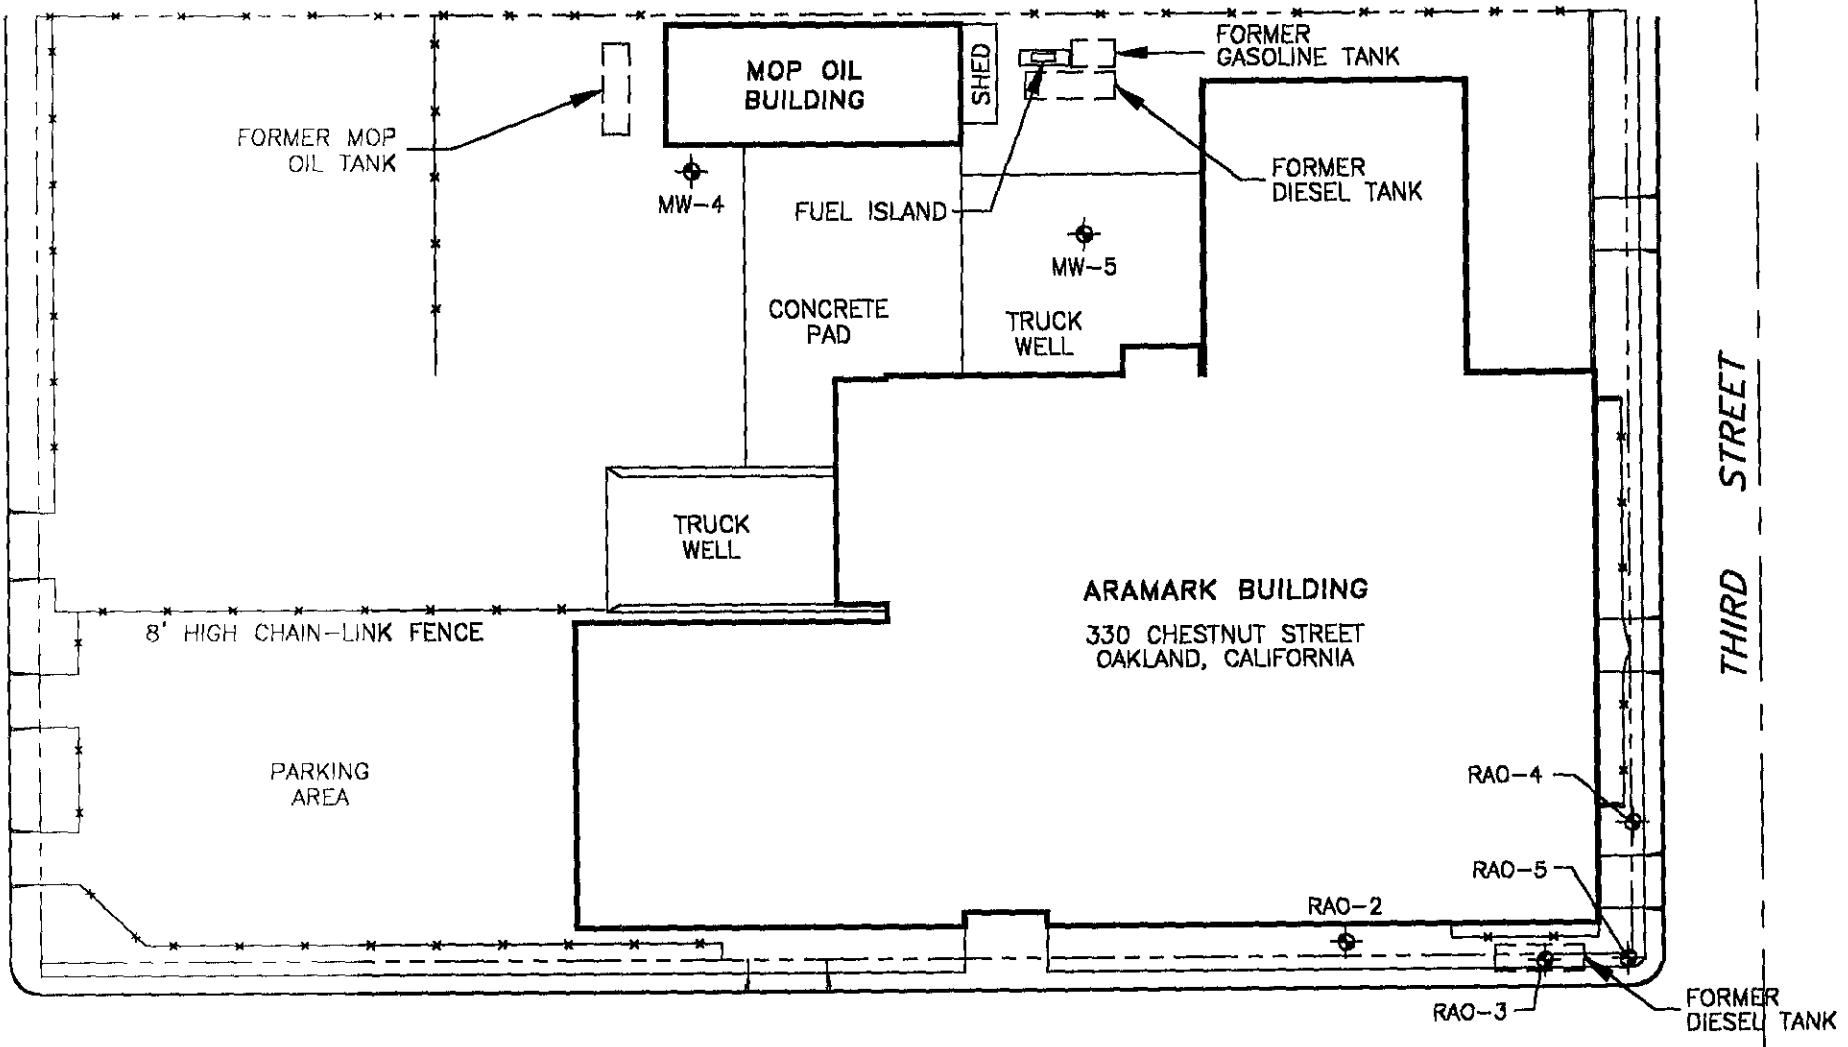 FORMER
GASOLINE TANK
MOP OIL
BUILDING
SHED
FORMER MOP
OIL TANK
FORMER
DIESEL TANK
MW-4
FUEL ISLAND
MW-5
CONCRETE
PAD
TRUCK
WELL
THIRD STREET
TRUCK
WELL
ARAMARK BUILDING
330 CHESTNUT STREET
OAKLAND, CALIFORNIA
8' HIGH CHAIN-LINK FENCE
PARKING
AREA
RAO-4
RAO-5
RAO-2
RAO-3
FORMER
DIESEL TANK